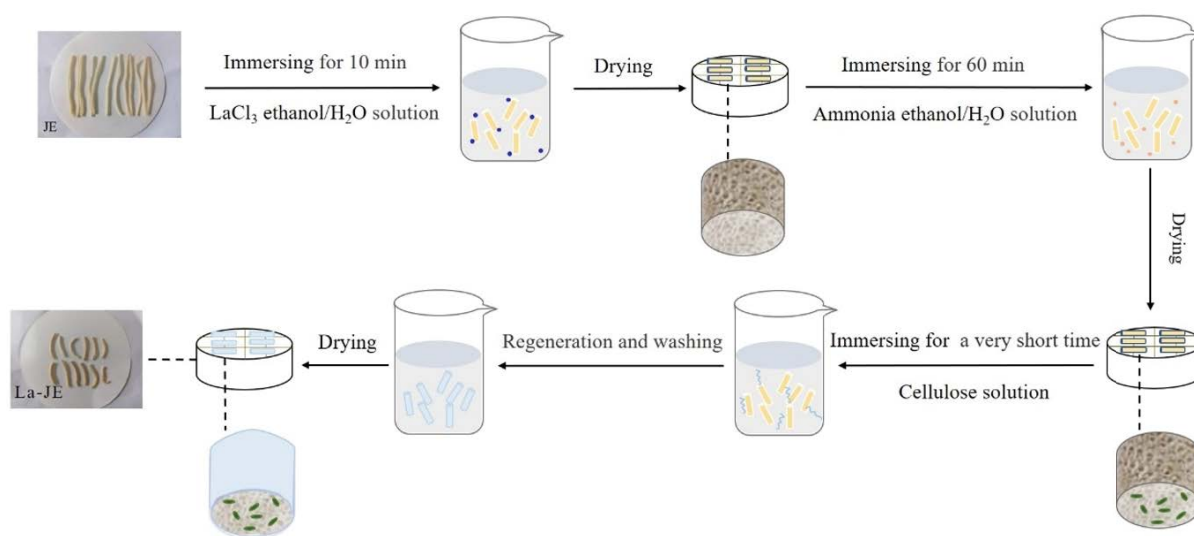 JE
Immersing for 10 min
LaCl₃ ethanol/H₂O solution
Drying
Immersing for 60 min
Ammonia ethanol/H₂O solution
Drying
Immersing for a very short time
Cellulose solution
Regeneration and washing
Drying
La-JE